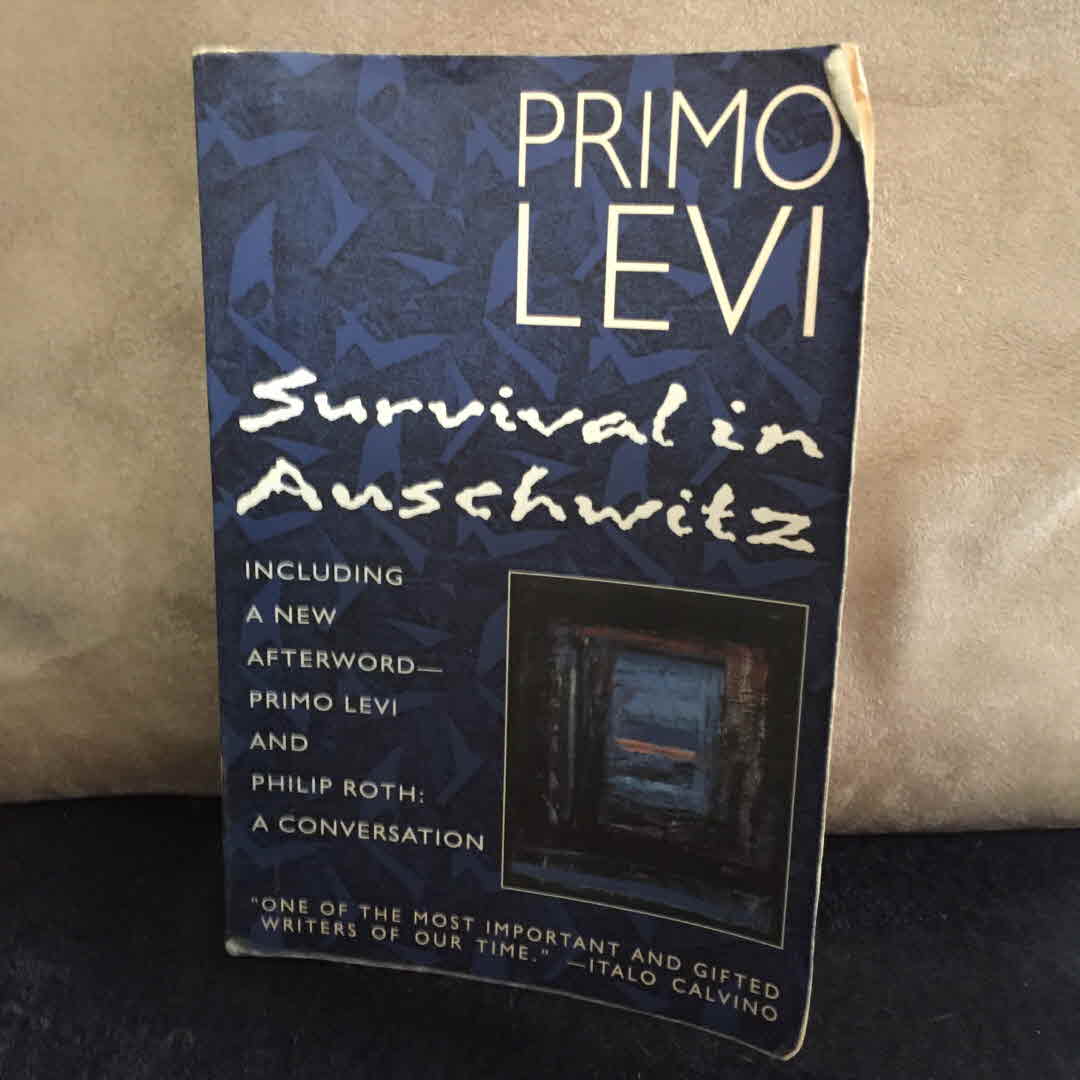 PRIMO
LEVI
Survival in
Auschwitz
INCLUDING
A NEW
AFTERWORD—
PRIMO LEVI
AND
PHILIP ROTH:
A CONVERSATION
"ONE OF THE MOST IMPORTANT AND GIFTED
WRITERS OF OUR TIME." —ITALO CALVINO